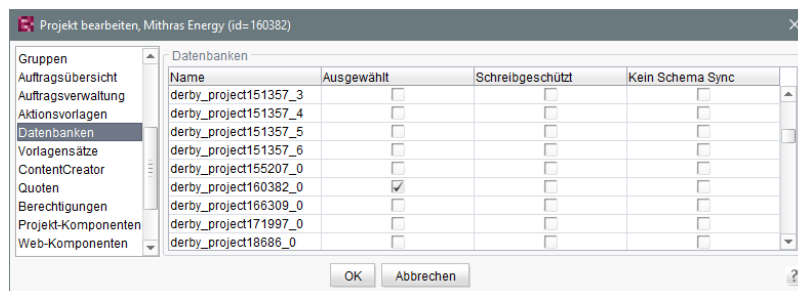 Projekt bearbeiten, Mithras Energy (id=160382)
Gruppen
Auftragsübersicht
Auftragsverwaltung
Aktionsvorlagen
Datenbanken
Vorlagensätze
ContentCreator
Quoten
Berechtigungen
Projekt-Komponenten
Web-Komponenten
Datenbanken
Name Ausgewählt Schreibgeschützt Kein Schema Sync
derby_project151357_3
derby_project151357_4
derby_project151357_5
derby_project151357_6
derby_project155207_0
derby_project160382_0
derby_project166309_0
derby_project171997_0
derby_project18686_0
OK Abbrechen ?